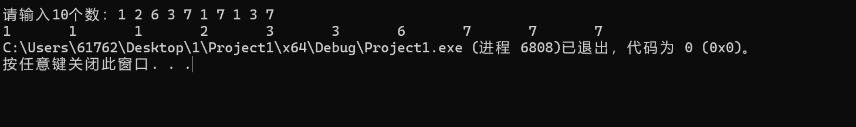 请输入10个数：1 2 6 3 7 1 7 1 3 7
1 1 1 2 3 3 6 7 7 7
C:\Users\61762\Desktop\1\Project1\x64\Debug\Project1.exe (进程 6808)已退出，代码为 0 (0x0)。
按任意键关闭此窗口. . .